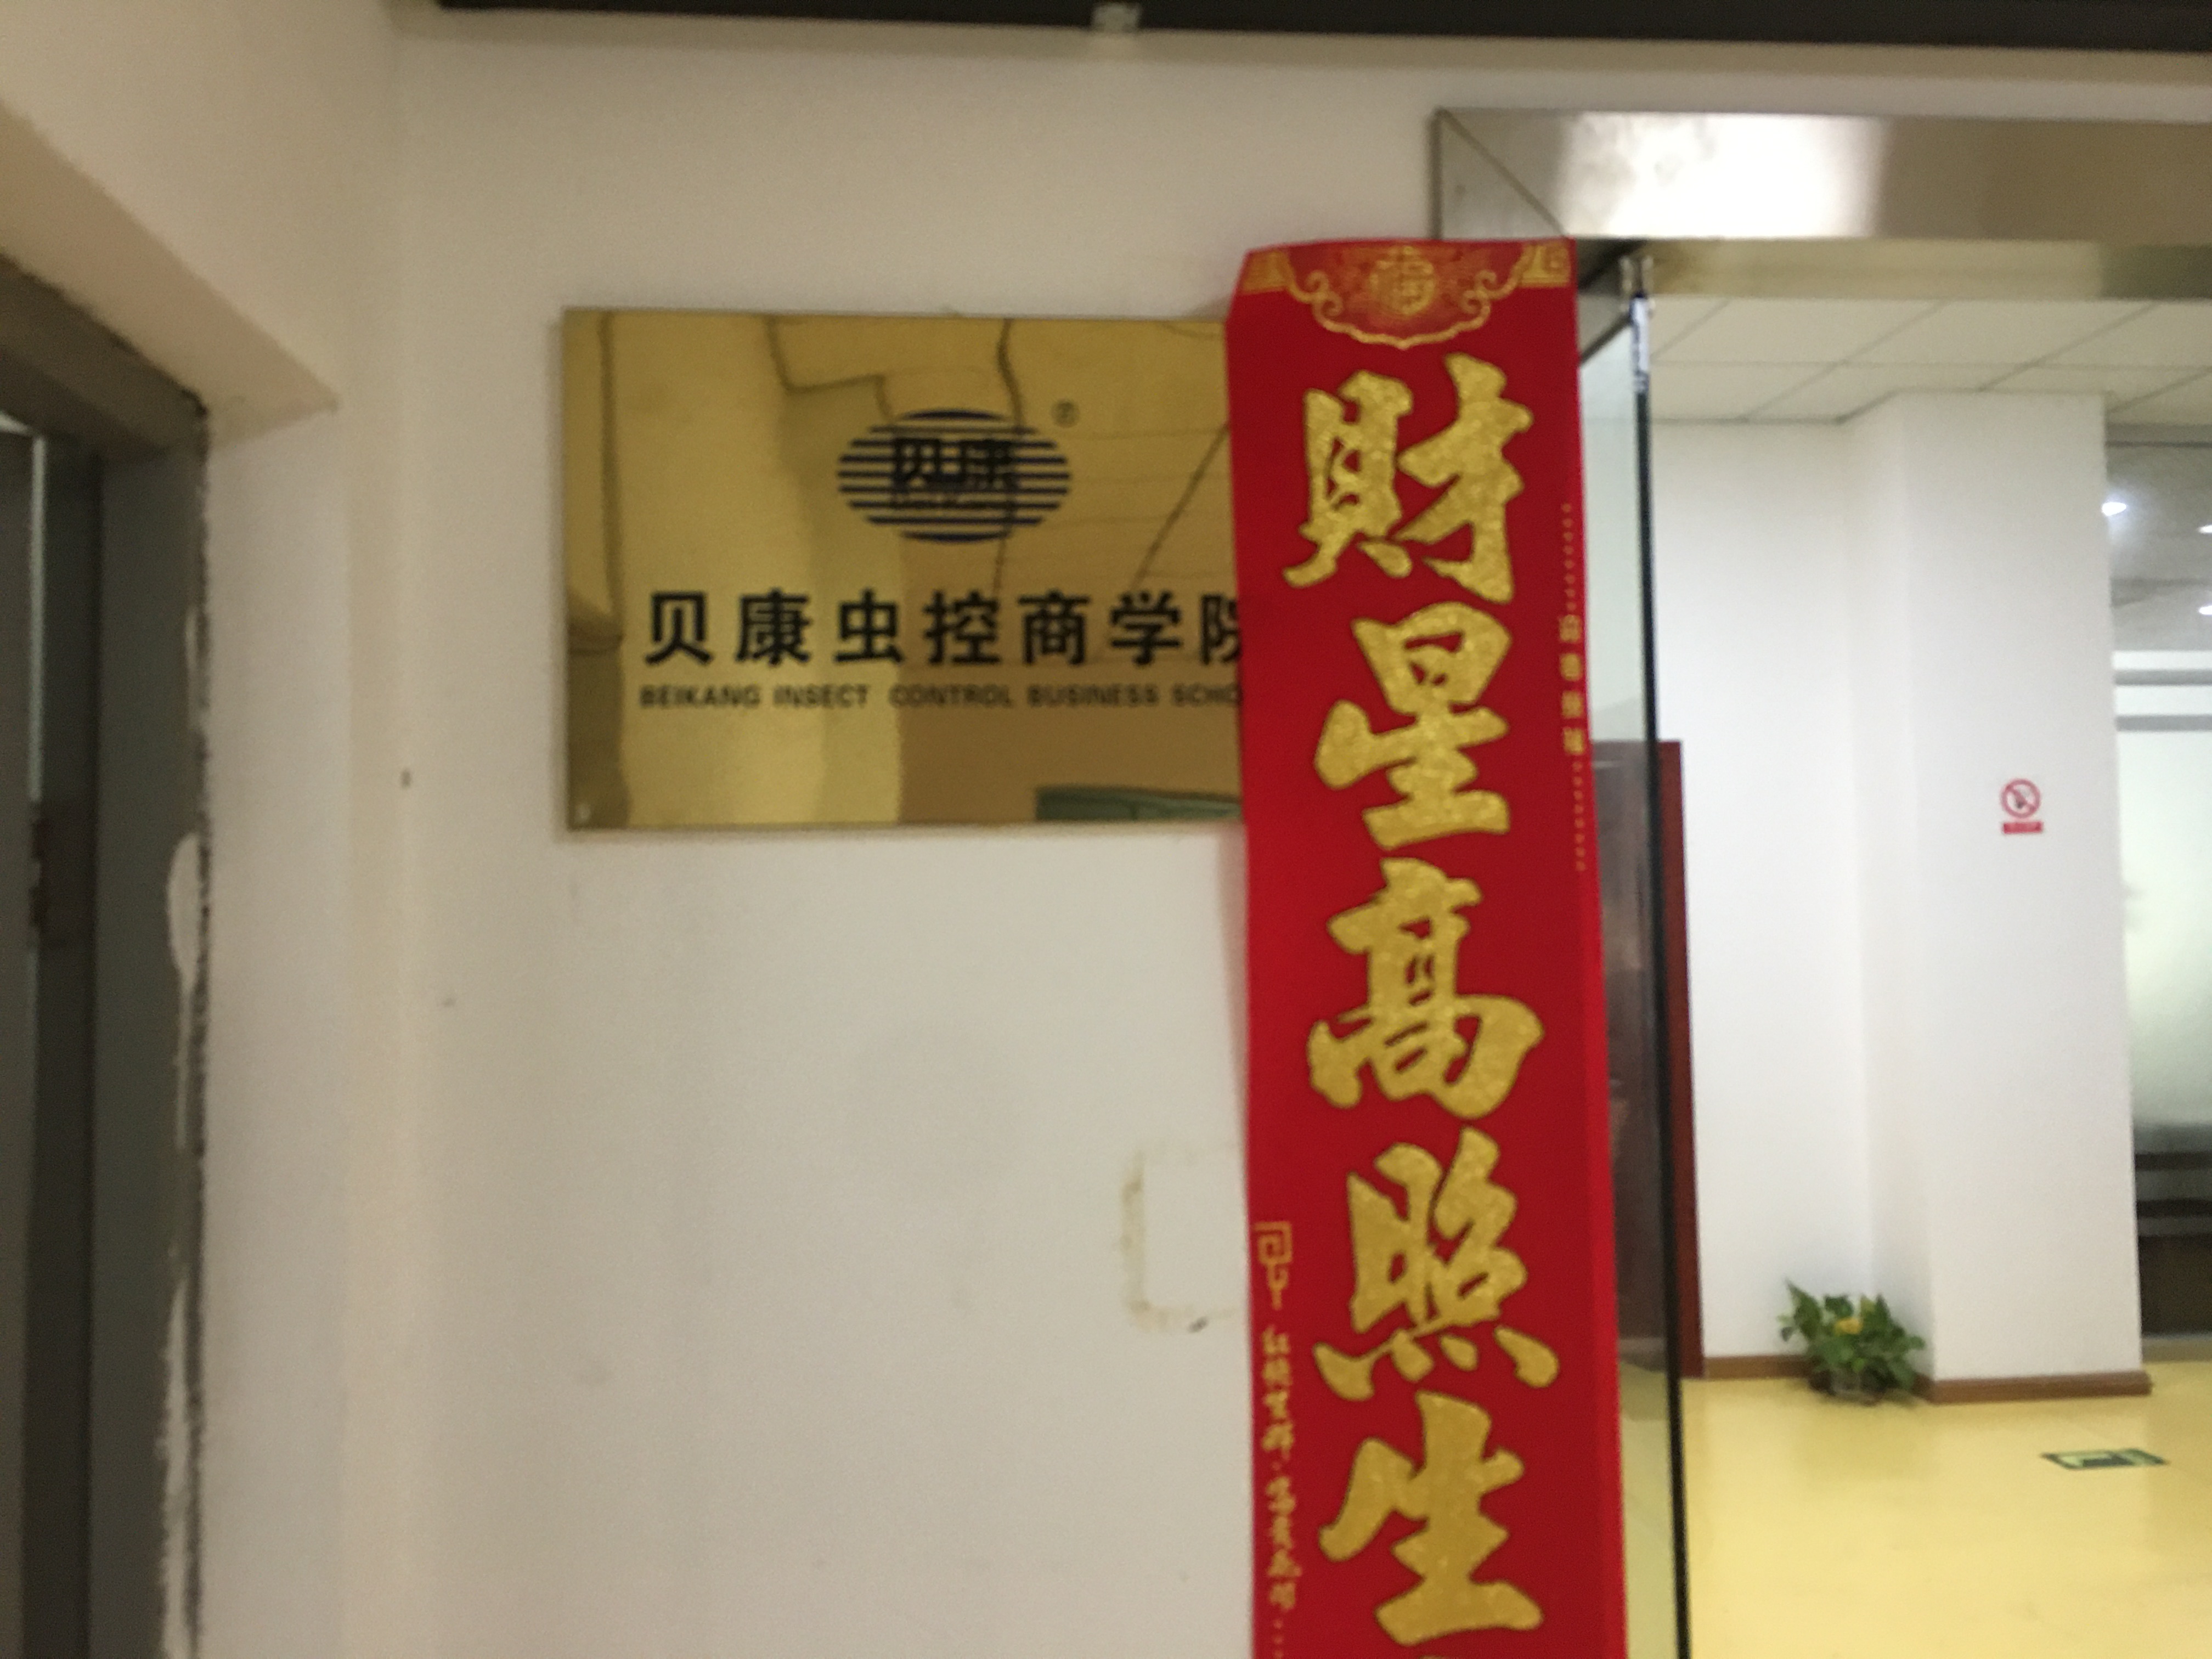 贝康
®
贝康虫控商学院
BEIKANG INSECT CONTROL BUSINESS SCHO
福
財星高照生